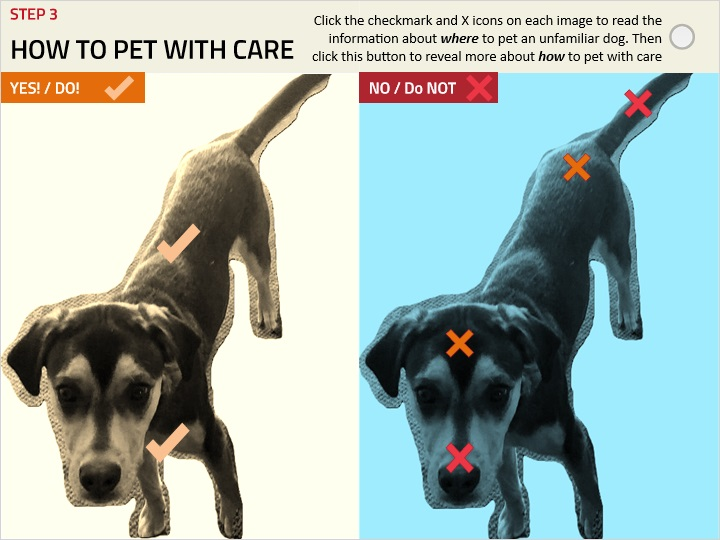 STEP 3
HOW TO PET WITH CARE
Click the checkmark and X icons on each image to read the
information about where to pet an unfamiliar dog. Then
click this button to reveal more about how to pet with care
YES! / DO!
NO / Do NOT